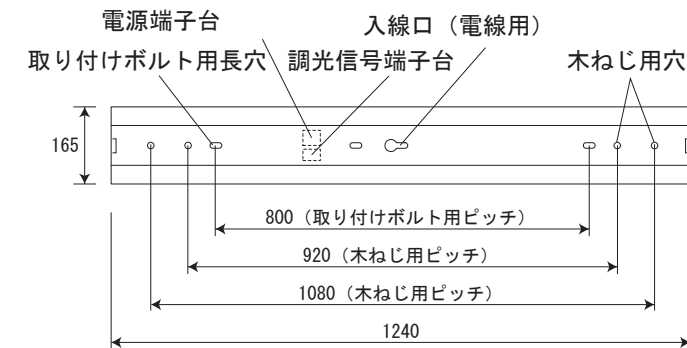 電源端子台
入線口（電線用）
取り付けボルト用長穴
調光信号端子台
木ねじ用穴
165
800（取り付けボルト用ピッチ）
920（木ねじ用ピッチ）
1080（木ねじ用ピッチ）
1240